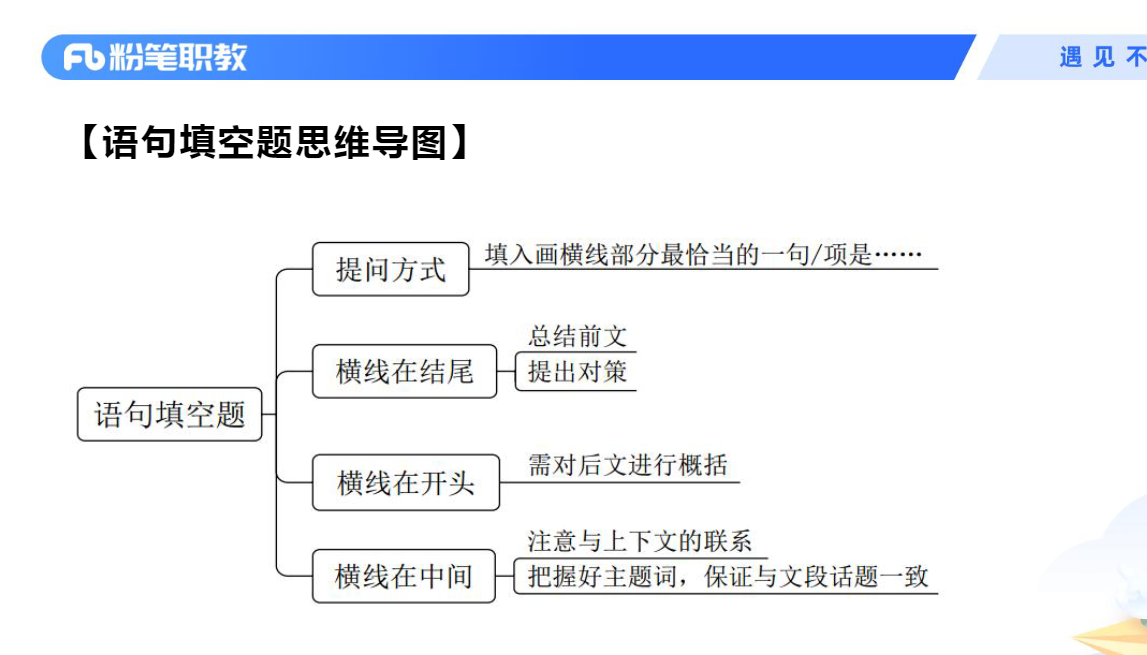 粉笔职教
遇见不
【语句填空题思维导图】
语句填空题
提问方式
填入画横线部分最恰当的一句/项是……
横线在结尾
总结前文
提出对策
横线在开头
需对后文进行概括
横线在中间
注意与上下文的联系
把握好主题词，保证与文段话题一致